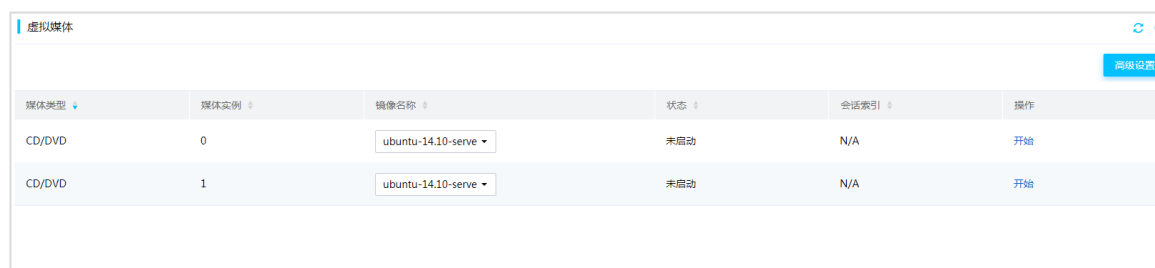 虚拟媒体
高级设置
媒体类型 媒体实例 镜像名称 状态 会话索引 操作
CD/DVD 0 ubuntu-14.10-serve 未启动 N/A 开始
CD/DVD 1 ubuntu-14.10-serve 未启动 N/A 开始